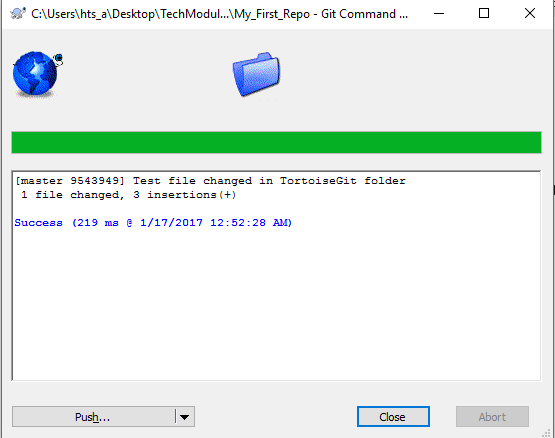 C:\Users\hts_a\Desktop\TechModul...\My_First_Repo - Git Command ...
[master 9543949] Test file changed in TortoiseGit folder
1 file changed, 3 insertions(+)
Success (219 ms @ 1/17/2017 12:52:28 AM)
Push...
Close
Abort